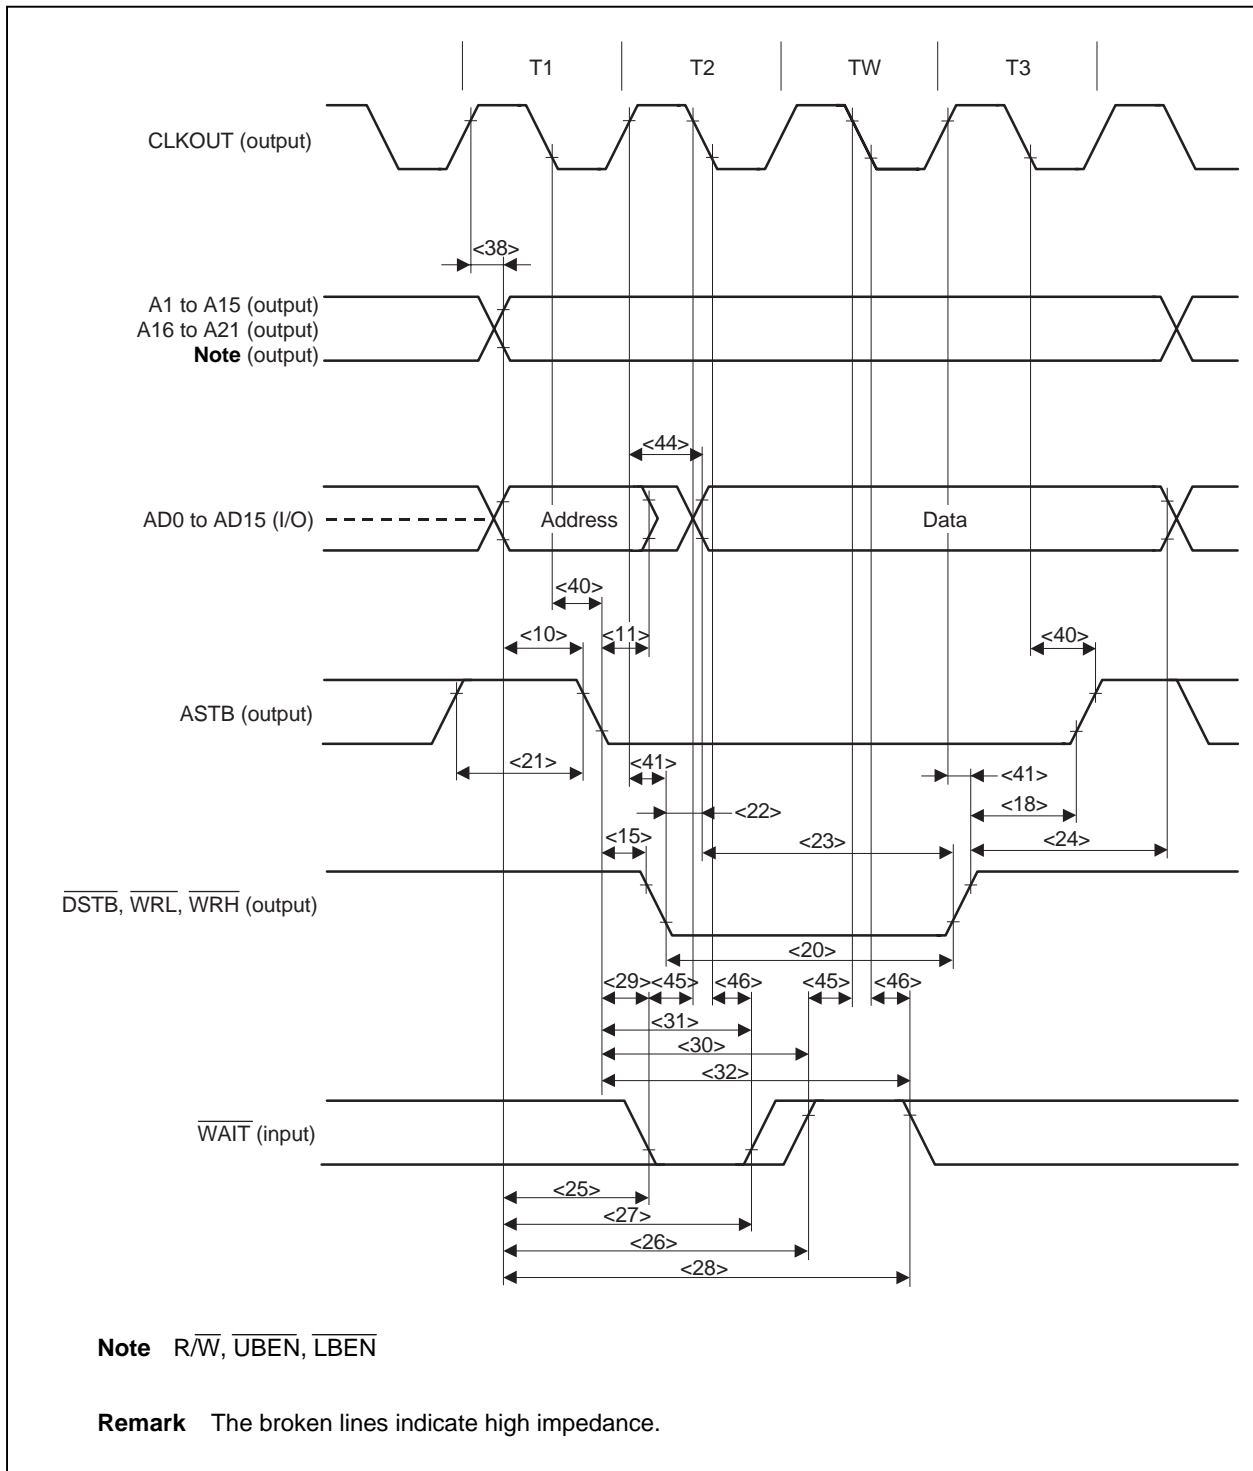 T1 T2 TW T3
CLKOUT (output)
<38>
A1 to A15 (output)
A16 to A21 (output)
Note (output)
<44>
AD0 to AD15 (I/O) Address Data
<40>
<10> <11> <40>
ASTB (output)
<21> <41> <41>
<22> <18>
<15> <23> <24>
DSTB, WRL, WRH (output)
<20>
<29> <45> <46> <45> <46>
<31>
<30>
<32>
WAIT (input)
<25>
<27>
<26>
<28>
Note R/W, UBEN, LBEN
Remark The broken lines indicate high impedance.